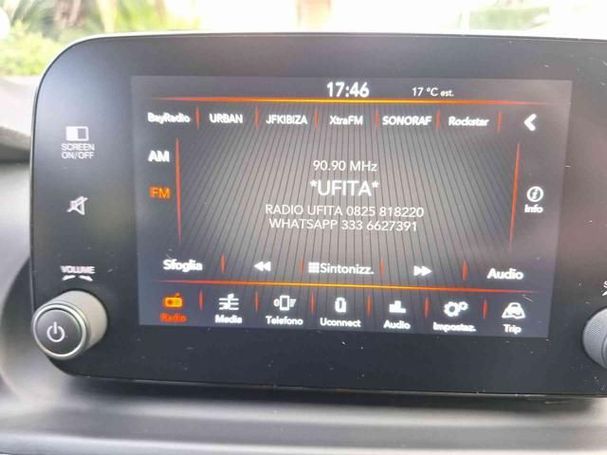 17:46 17 °C est.
BayRadio URBAN JFKIBIZA XtraFM SONORAF Rockstar
SCREEN
ON/OFF
AM
FM
90.90 MHz
*UFITA*
RADIO UFITA 0825 818220
WHATSAPP 333 6627391
Info
Sfoglia Sintonizz. Audio
VOLUME
Radio Media Telefono Uconnect Audio Impostaz. Trip